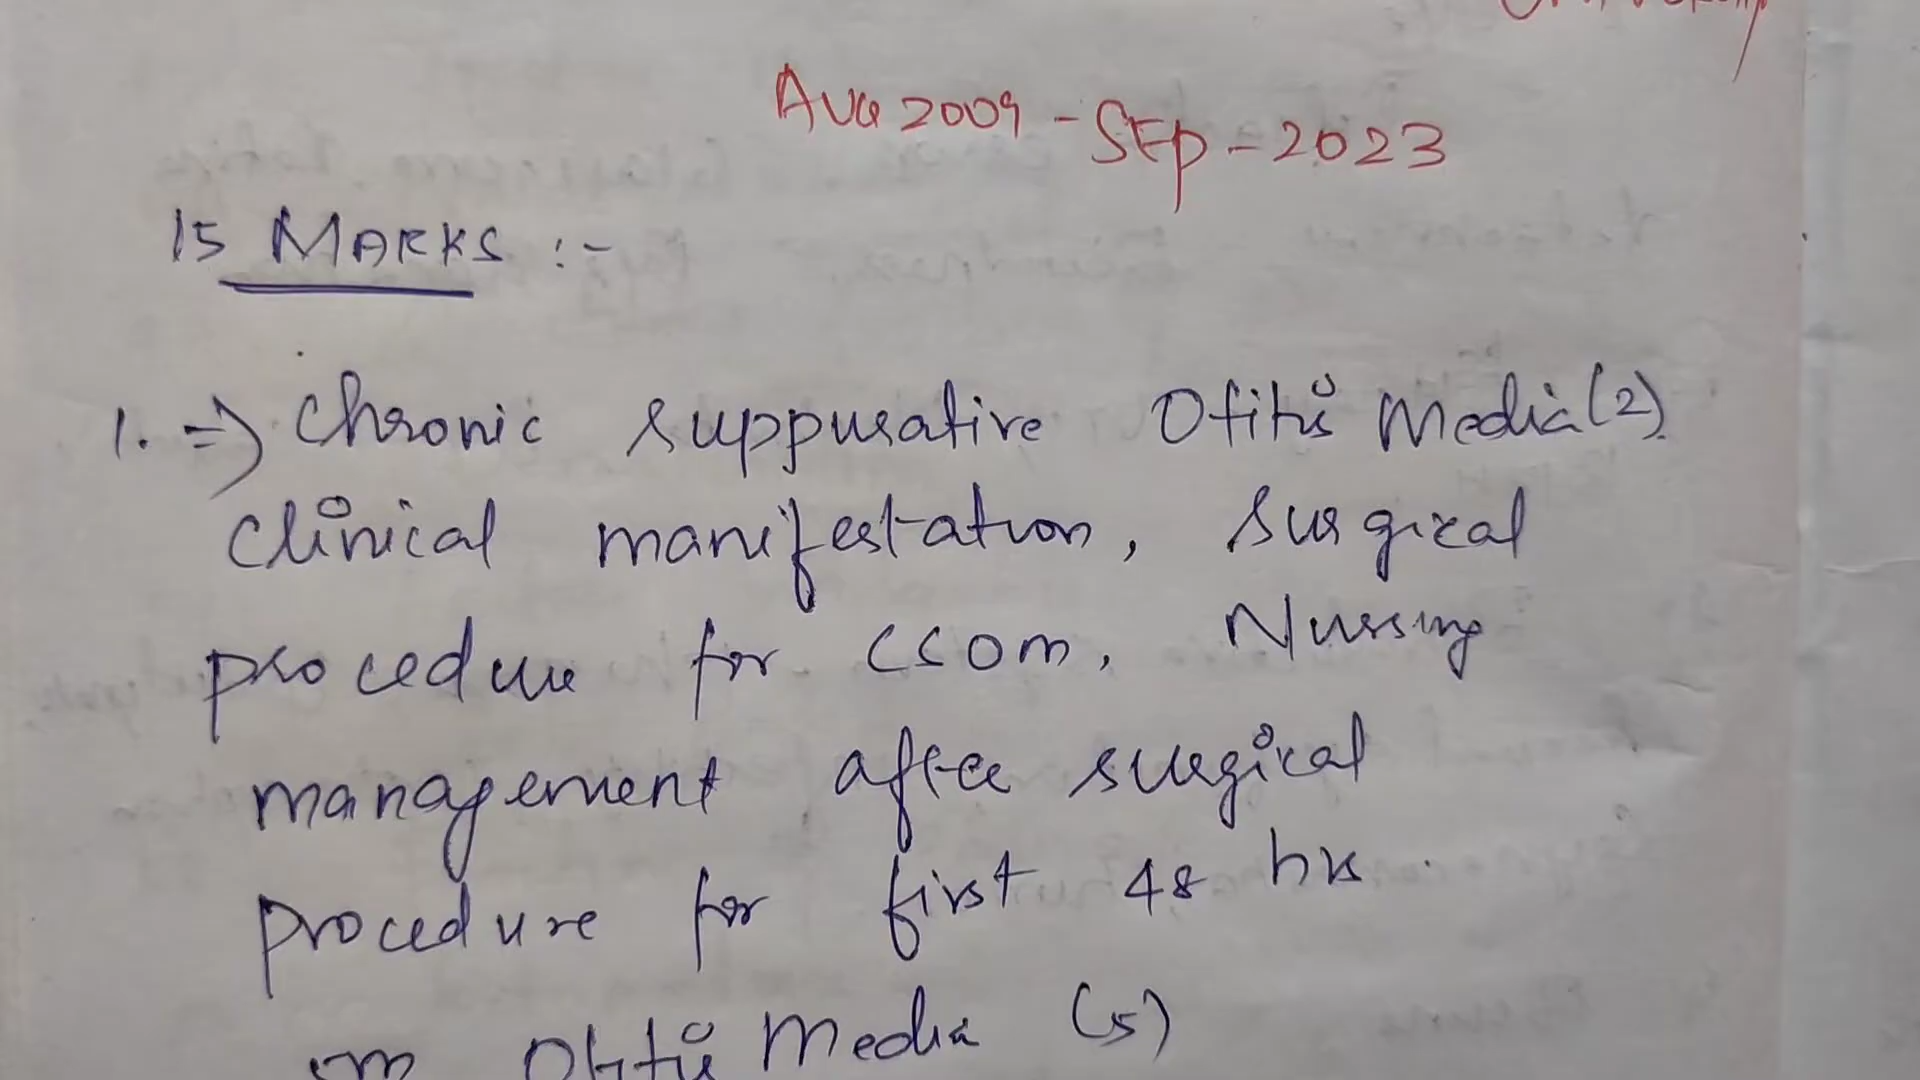 Aug 2009 - Sep - 2023
15 MARKS :-
1. => Chronic suppurative Otitis Media (2)
Clinical manifestation, surgical
procedure for CSOM, Nursing
management after surgical
procedure for first 48 hrs.
on Otitis Media (5)